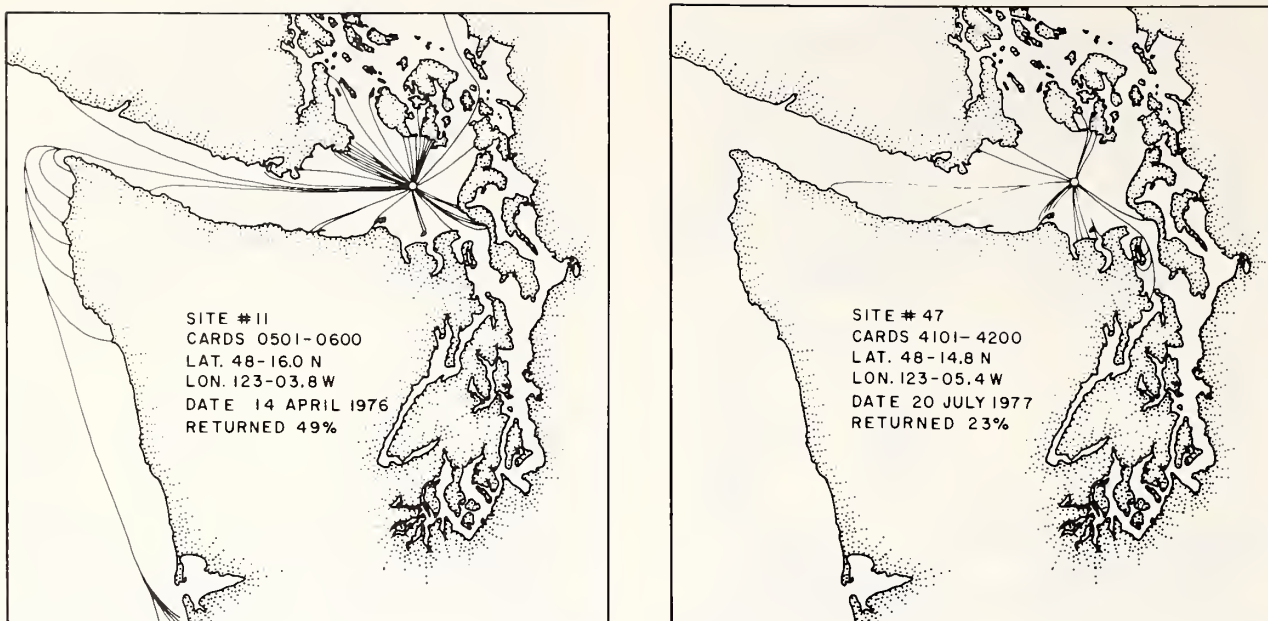 SITE #11
CARDS 0501-0600
LAT. 48-16.0 N
LON. 123-03.8 W
DATE 14 APRIL 1976
RETURNED 49%
SITE # 47
CARDS 4101-4200
LAT. 48-14.8 N
LON. 123-05.4 W
DATE 20 JULY 1977
RETURNED 23%